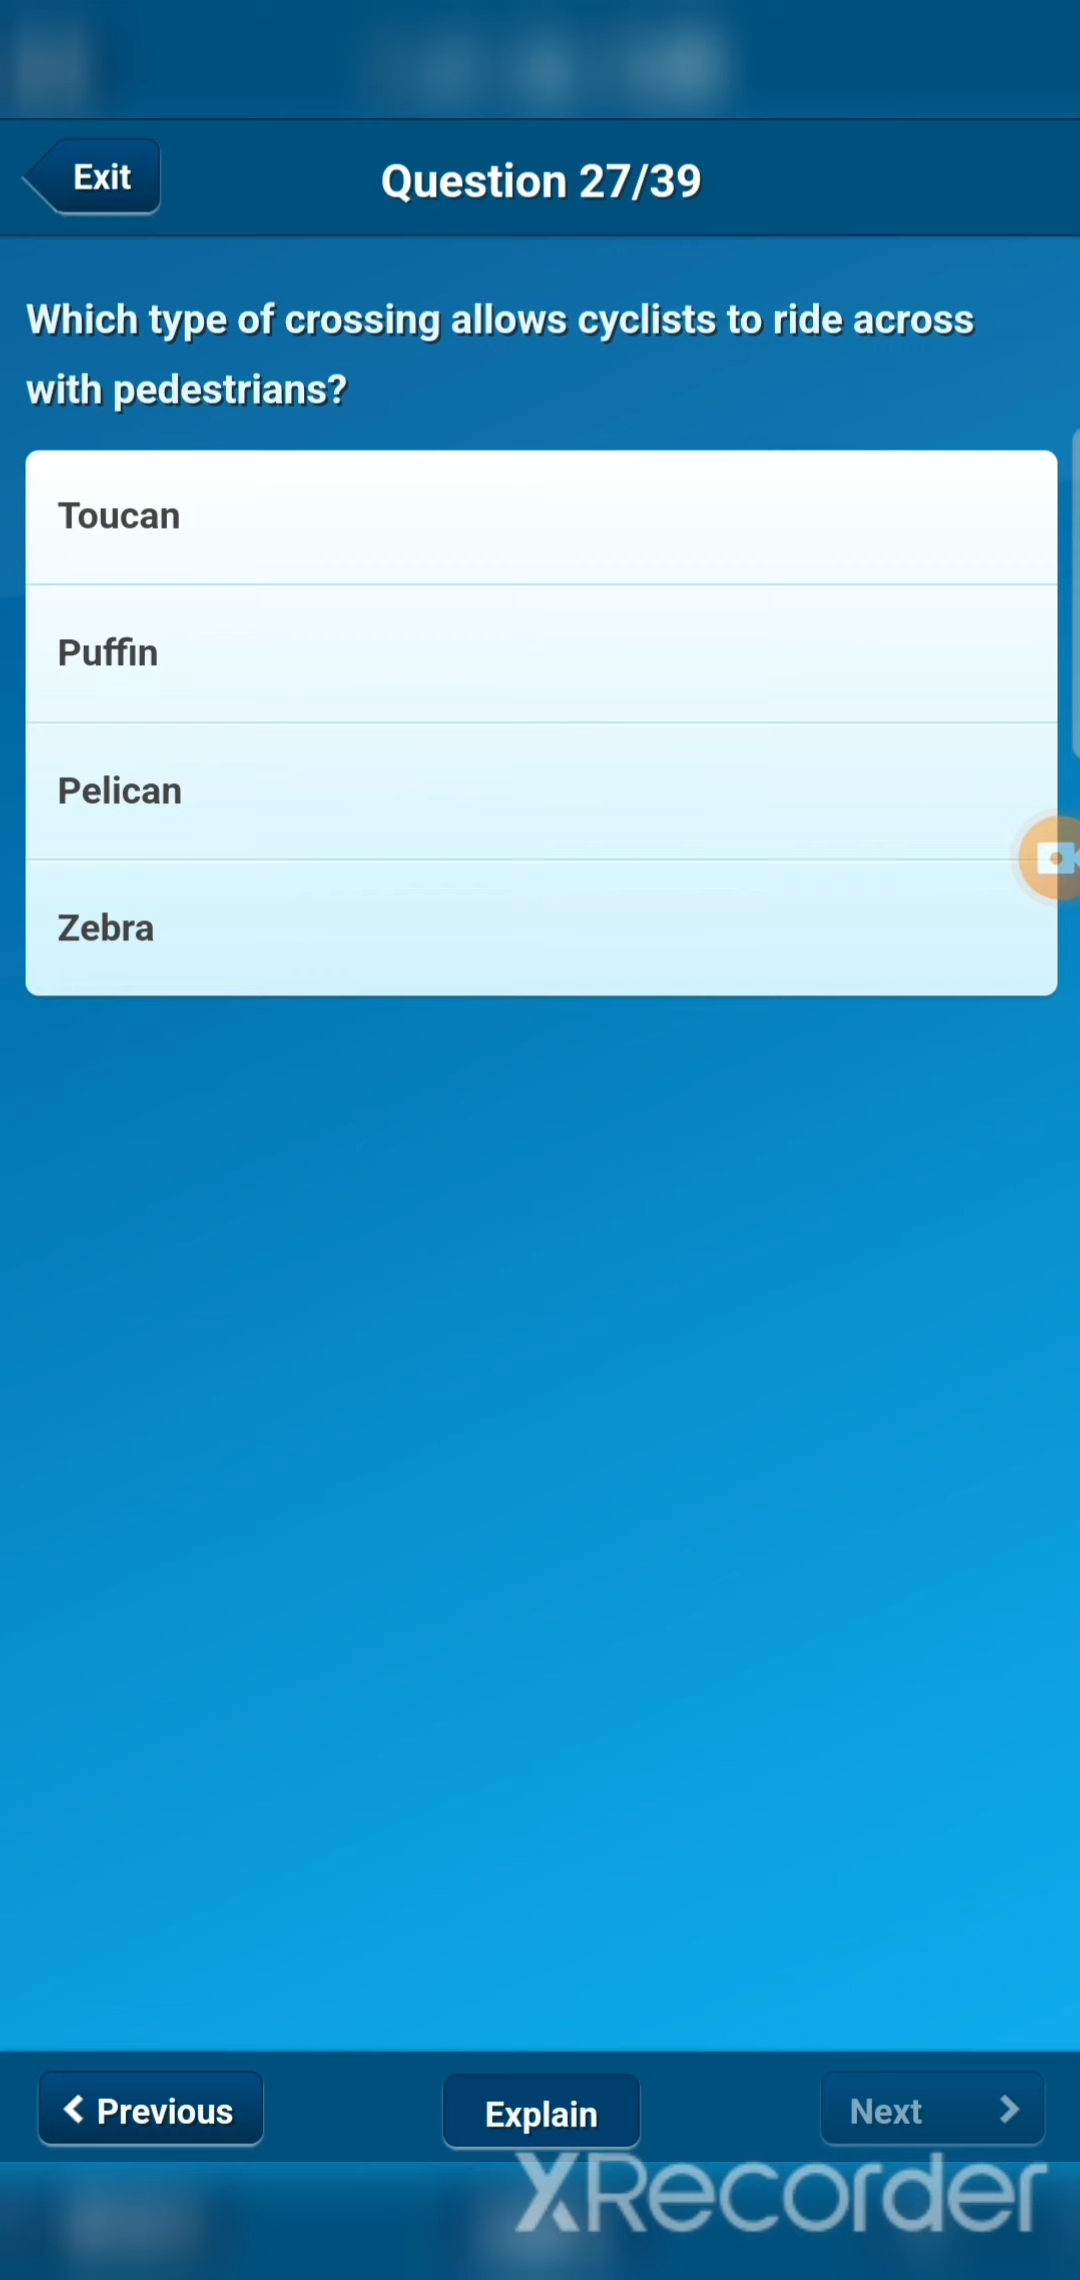 Exit
Question 27/39
Which type of crossing allows cyclists to ride across
with pedestrians?
Toucan
Puffin
Pelican
Zebra
Previous
Explain
Next
XRecorder